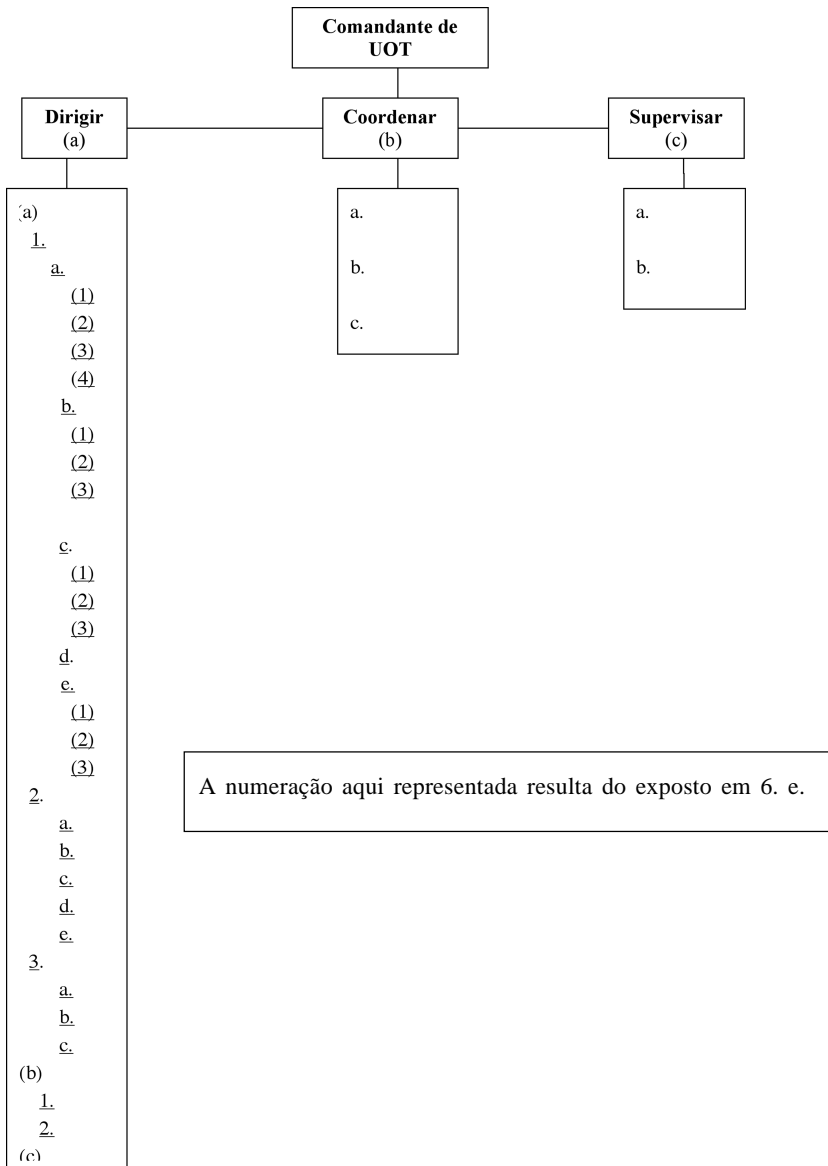 Comandante de
UOT
Dirigir
(a)
Coordenar
(b)
Supervisar
(c)
(a)
1.
a.
(1)
(2)
(3)
(4)
b.
(1)
(2)
(3)
c.
(1)
(2)
(3)
d.
e.
(1)
(2)
(3)
2.
a.
b.
c.
d.
e.
3.
a.
b.
c.
(b)
1.
2.
(c)
a.
b.
c.
a.
b.
A numeração aqui representada resulta do exposto em 6. e.